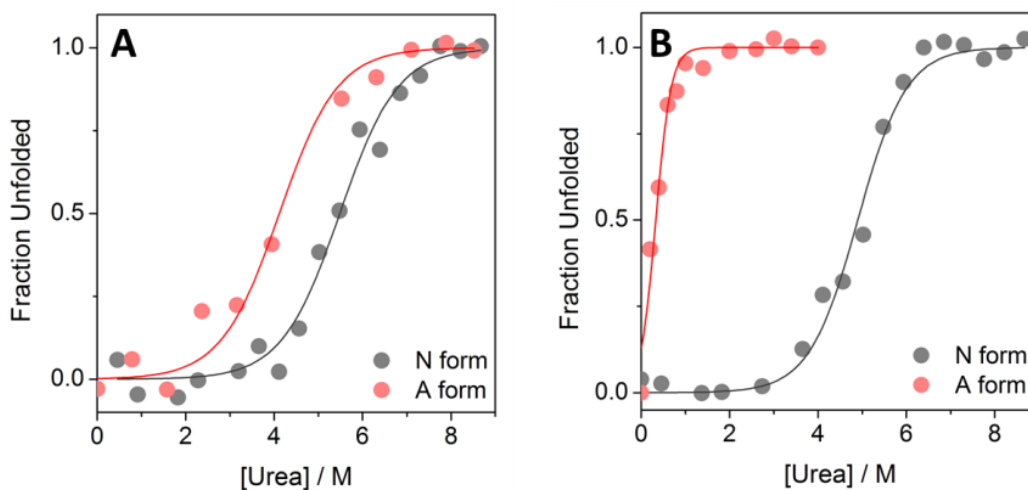 A
Fraction Unfolded
1.0
0.5
0.0
N form
A form
0 2 4 6 8
[Urea] / M
B
Fraction Unfolded
1.0
0.5
0.0
N form
A form
0 2 4 6 8
[Urea] / M